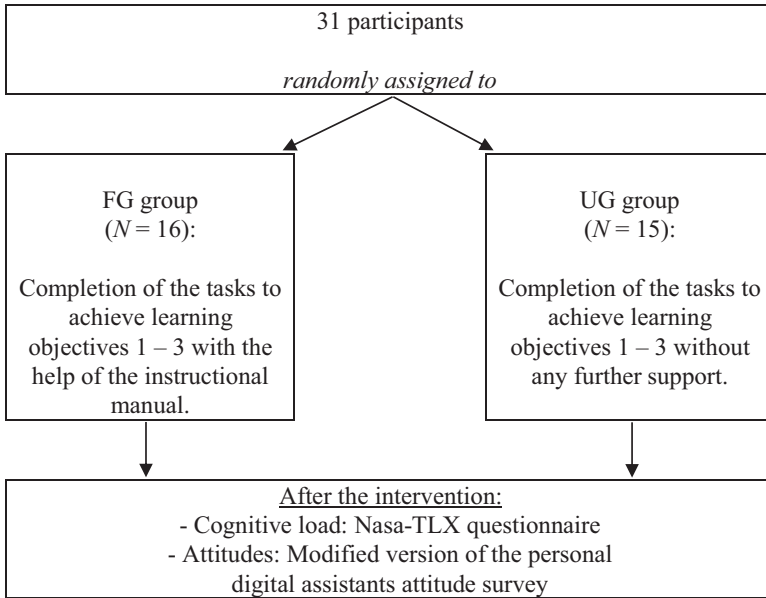 31 participants
randomly assigned to
FG group
(N = 16):
Completion of the tasks to
achieve learning
objectives 1 – 3 with the
help of the instructional
manual.
UG group
(N = 15):
Completion of the tasks to
achieve learning
objectives 1 – 3 without
any further support.
After the intervention:
- Cognitive load: Nasa-TLX questionnaire
- Attitudes: Modified version of the personal
digital assistants attitude survey